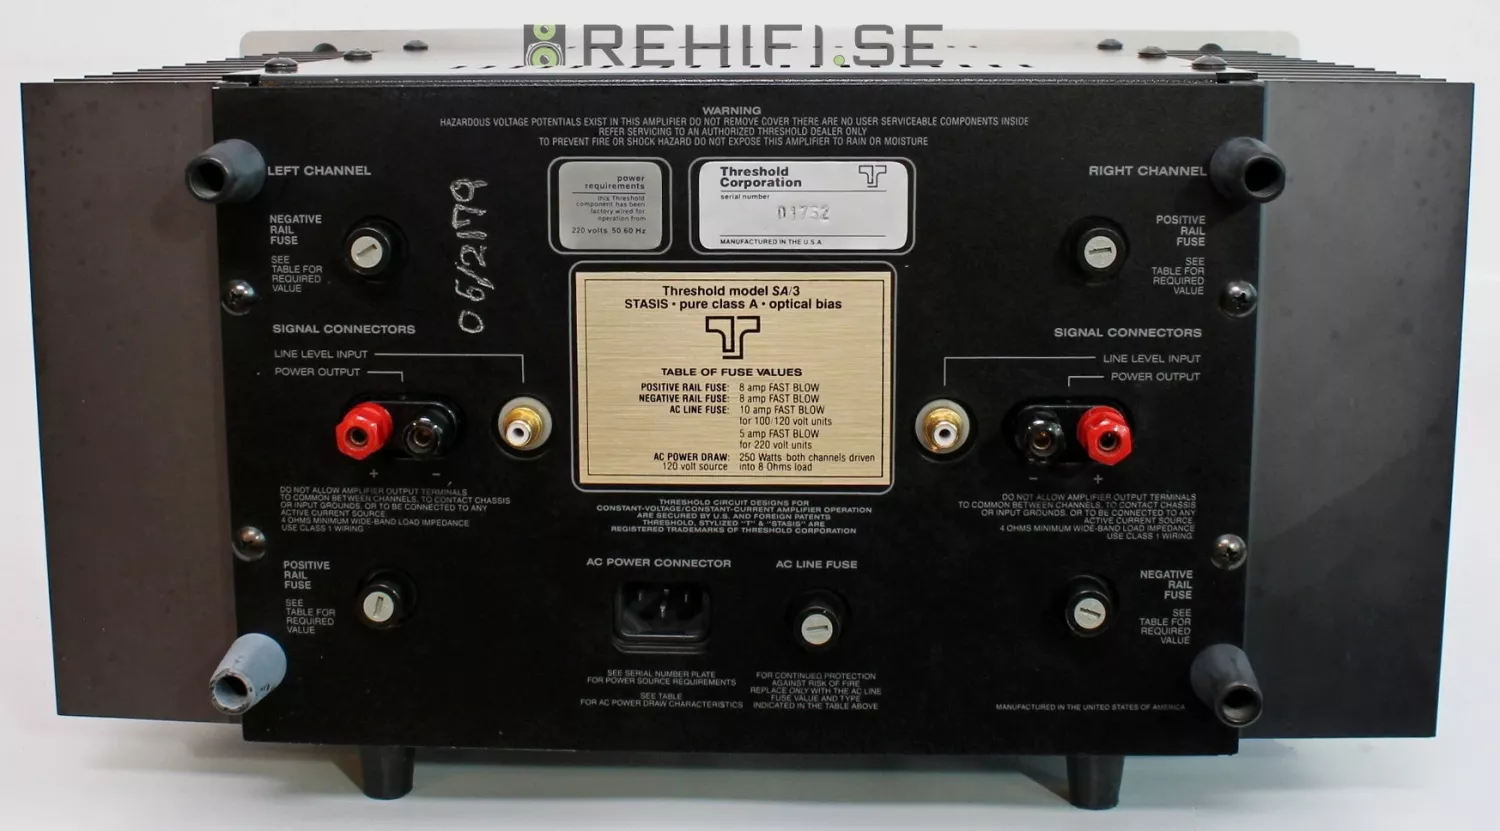 REHIFI.SE
WARNING
HAZARDOUS VOLTAGE POTENTIALS EXIST IN THIS AMPLIFIER DO NOT REMOVE COVER THERE ARE NO USER SERVICEABLE COMPONENTS INSIDE
REFER SERVICING TO AN AUTHORIZED THRESHOLD DEALER ONLY
TO PREVENT FIRE OR SHOCK HAZARD DO NOT EXPOSE THIS AMPLIFIER TO RAIN OR MOISTURE
LEFT CHANNEL
NEGATIVE
RAIL
FUSE
SEE
TABLE FOR
REQUIRED
VALUE
06/2179
power
requirements
this Threshold
component has been
factory wired for
operation from
220 volts 50 60 Hz
Threshold
Corporation
serial number
01752
MANUFACTURED IN THE U.S.A.
RIGHT CHANNEL
POSITIVE
RAIL
FUSE
SEE
TABLE FOR
REQUIRED
VALUE
SIGNAL CONNECTORS
LINE LEVEL INPUT
POWER OUTPUT
+ −
DO NOT ALLOW AMPLIFIER OUTPUT TERMINALS
TO COMMON BETWEEN CHANNELS, TO CONTACT CHASSIS
OR INPUT GROUNDS, OR TO BE CONNECTED TO ANY
ACTIVE CURRENT SOURCE.
4 OHMS MINIMUM WIDE-BAND LOAD IMPEDANCE
USE CLASS 1 WIRING
Threshold model SA/3
STASIS • pure class A • optical bias
TABLE OF FUSE VALUES
POSITIVE RAIL FUSE: 8 amp FAST BLOW
NEGATIVE RAIL FUSE: 8 amp FAST BLOW
AC LINE FUSE: 10 amp FAST BLOW
for 100/120 volt units
5 amp FAST BLOW
for 220 volt units
AC POWER DRAW: 250 Watts both channels driven
120 volt source into 8 Ohms load
THRESHOLD CIRCUIT DESIGNS FOR
CONSTANT-VOLTAGE/CONSTANT-CURRENT AMPLIFIER OPERATION
ARE SECURED BY U.S. AND FOREIGN PATENTS
THRESHOLD, STYLIZED "T" & "STASIS" ARE
REGISTERED TRADEMARKS OF THRESHOLD CORPORATION
SIGNAL CONNECTORS
LINE LEVEL INPUT
POWER OUTPUT
− +
DO NOT ALLOW AMPLIFIER OUTPUT TERMINALS
TO COMMON BETWEEN CHANNELS, TO CONTACT CHASSIS
OR INPUT GROUNDS, OR TO BE CONNECTED TO ANY
ACTIVE CURRENT SOURCE
4 OHMS MINIMUM WIDE-BAND LOAD IMPEDANCE
USE CLASS 1 WIRING
POSITIVE
RAIL
FUSE
SEE
TABLE FOR
REQUIRED
VALUE
AC POWER CONNECTOR
SEE SERIAL NUMBER PLATE
FOR POWER SOURCE REQUIREMENTS
SEE TABLE
FOR AC POWER DRAW CHARACTERISTICS
AC LINE FUSE
FOR CONTINUED PROTECTION
AGAINST RISK OF FIRE
REPLACE ONLY WITH THE AC LINE
FUSE VALUE AND TYPE
INDICATED IN THE TABLE ABOVE
NEGATIVE
RAIL
FUSE
SEE
TABLE FOR
REQUIRED
VALUE
MANUFACTURED IN THE UNITED STATES OF AMERICA